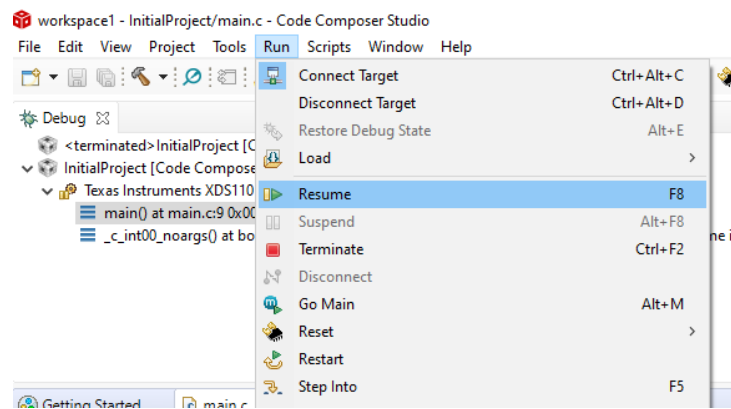 workspace1 - InitialProject/main.c - Code Composer Studio
File Edit View Project Tools Run Scripts Window Help
Connect Target Ctrl+Alt+C
Disconnect Target Ctrl+Alt+D
Debug
Restore Debug State Alt+E
<terminated>InitialProject [C
Load
InitialProject [Code Compose
Texas Instruments XDS110
Resume F8
main() at main.c:9 0x00
Suspend Alt+F8
_c_int00_noargs() at bo
Terminate Ctrl+F2
Disconnect
Go Main Alt+M
Reset
Restart
Step Into F5
Getting Started main.c